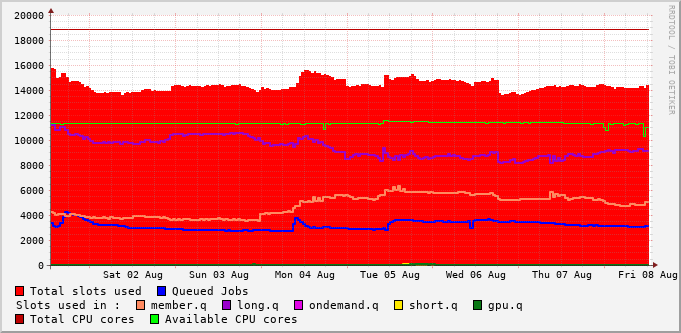 20000
18000
16000
14000
12000
10000
8000
6000
4000
2000
0
Sat 02 Aug Sun 03 Aug Mon 04 Aug Tue 05 Aug Wed 06 Aug Thu 07 Aug Fri 08 Aug
RRDTOOL / TOBI OETIKER
Total slots used Queued Jobs
Slots used in : member.q long.q ondemand.q short.q gpu.q
Total CPU cores Available CPU cores